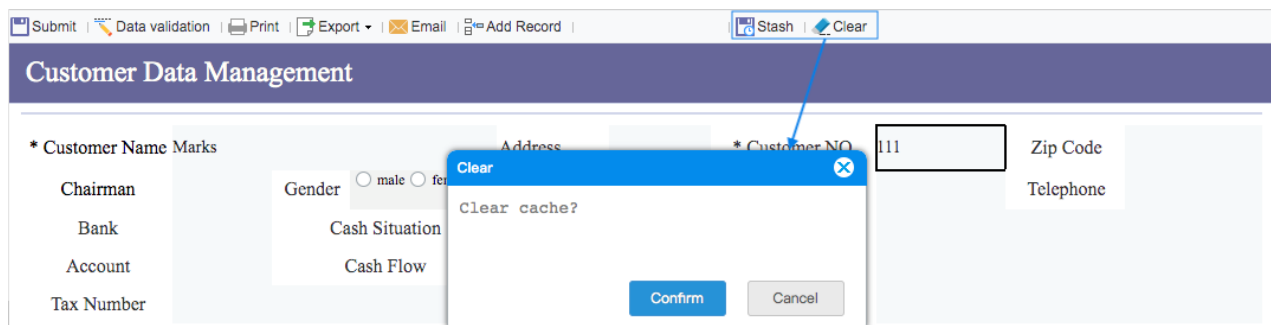 Submit Data validation Print Export Email Add Record Stash Clear
Customer Data Management
* Customer Name Marks Address * Customer NO 111 Zip Code
Clear
Chairman Gender male Telephone
Clear cache?
Bank Cash Situation
Account Cash Flow
Confirm Cancel
Tax Number